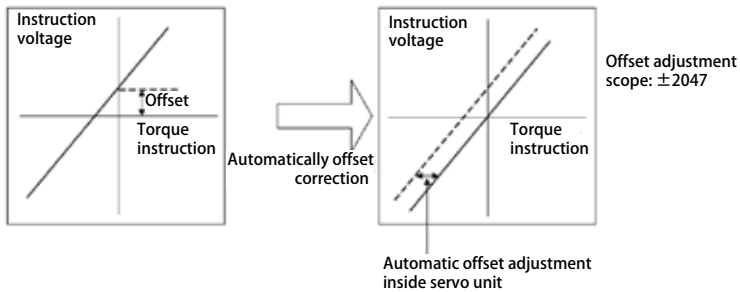 Instruction
voltage
Offset
Torque
instruction
Automatically offset
correction
Instruction
voltage
Torque
instruction
Offset adjustment
scope: ±2047
Automatic offset adjustment
inside servo unit